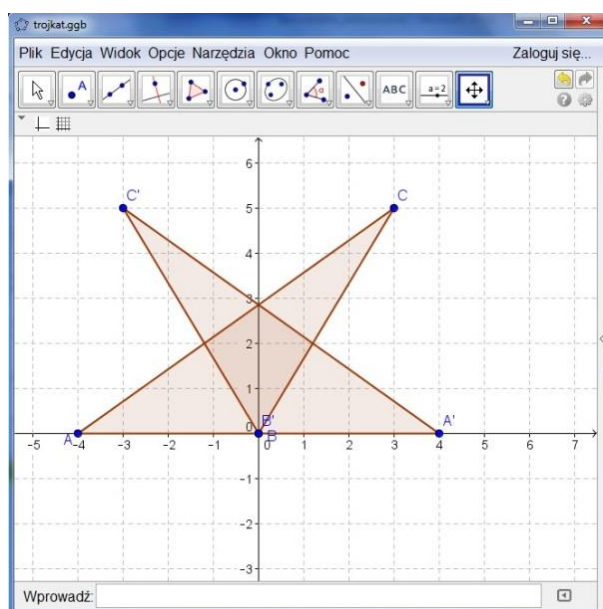 trojkat.ggb
Plik Edycja Widok Opcje Narzędzia Okno Pomoc Zaloguj się...
A ABC a=2
6
C' C
5
4
3
2
1
B' A'
0
A B
-5 -4 -3 -2 -1 0 1 2 3 4 5 6 7
-1
-2
-3
Wprowadź: